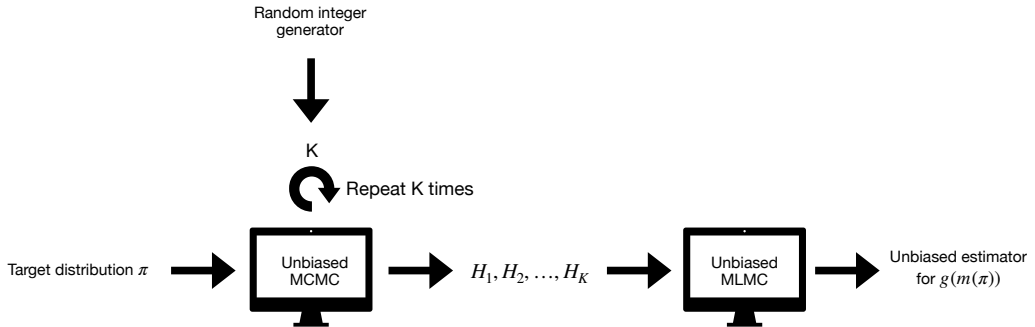 Random integer
generator
K
Repeat K times
Target distribution π
Unbiased
MCMC
H₁, H₂, …, H_K
Unbiased
MLMC
Unbiased estimator
for g(m(π))